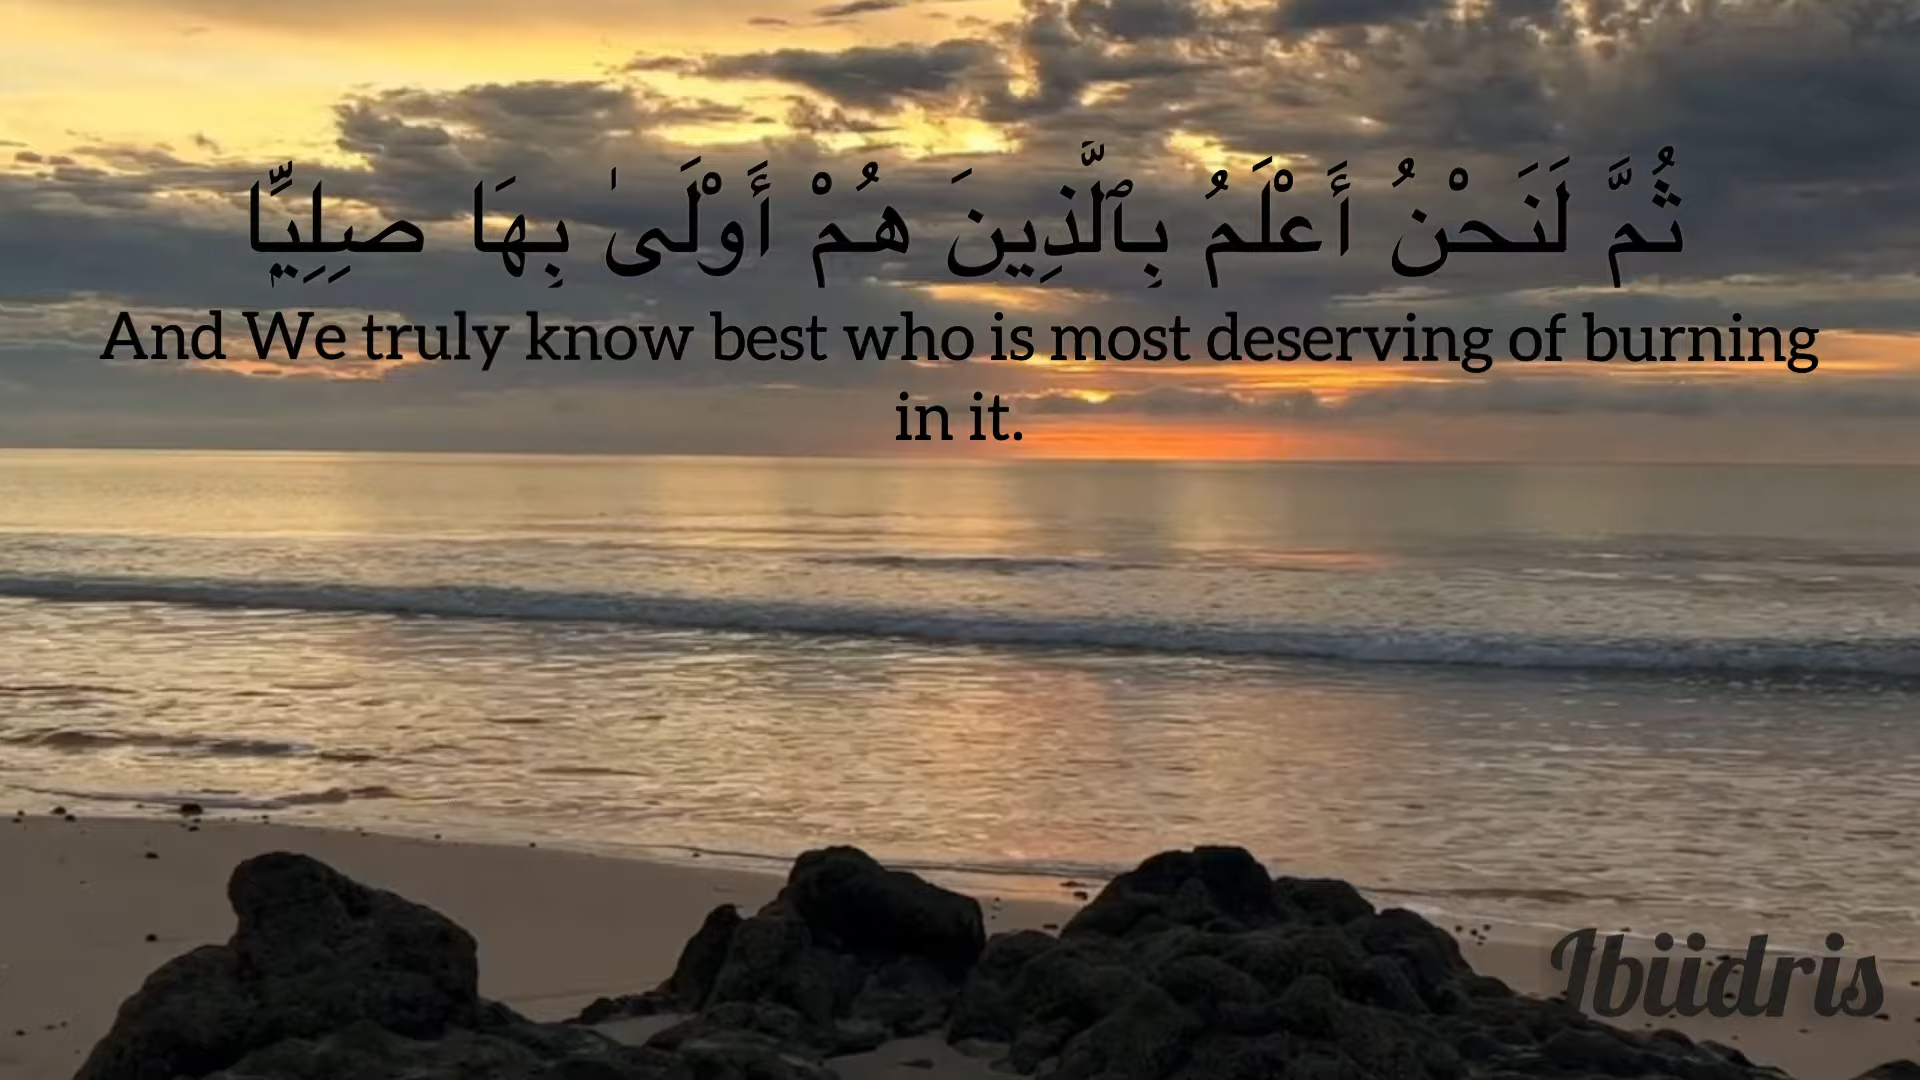 ثُمَّ لَنَحْنُ أَعْلَمُ بِٱلَّذِينَ هُمْ أَوْلَىٰ بِهَا صِلِيًّا
And We truly know best who is most deserving of burning
in it.
Ibiidris